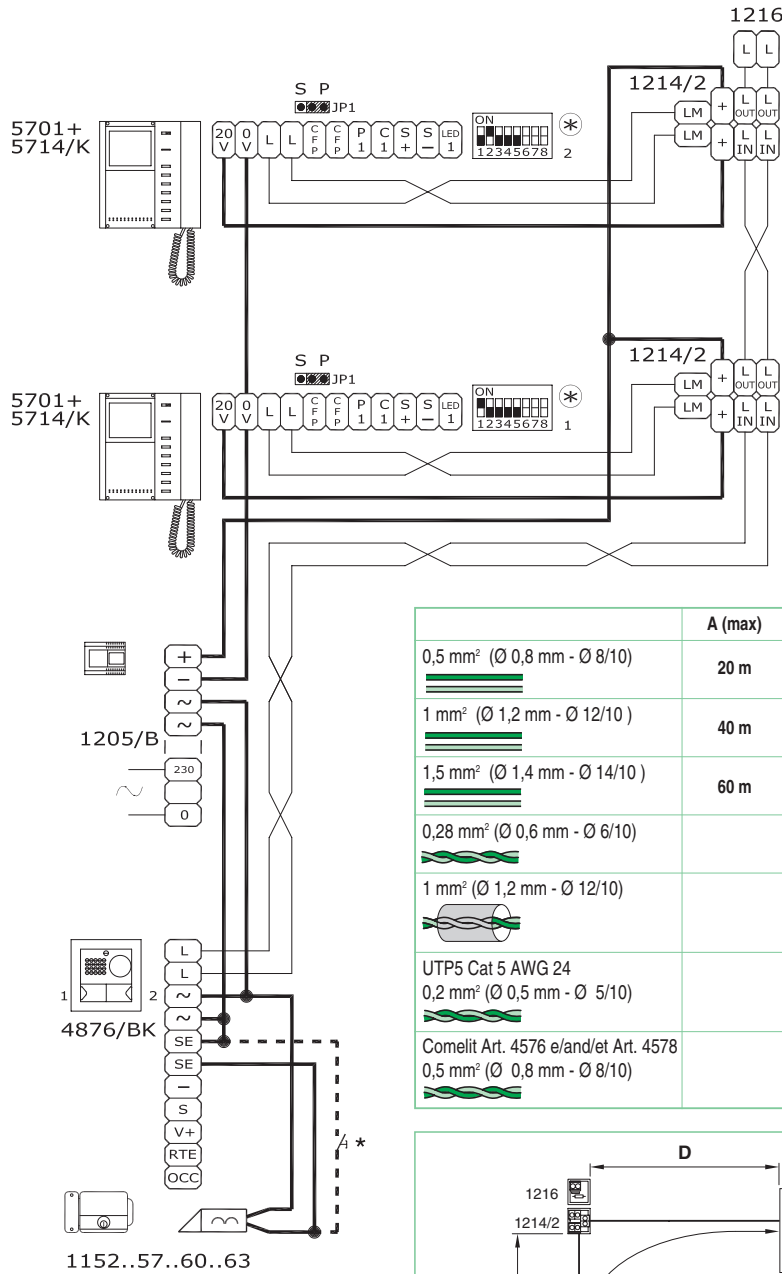 1216
L L
1214/2
LM + L OUT L OUT
LM + L IN L IN
S P
JP1
5701+
5714/K
20 V 0 V L L CFP CFP P1 C1 S+ S− LED 1
ON
12345678
* 2
1214/2
LM + L OUT L OUT
LM + L IN L IN
S P
JP1
5701+
5714/K
20 V 0 V L L CFP CFP P1 C1 S+ S− LED 1
ON
12345678
* 1
+
−
~
~
1205/B
230
~
0
L
L
1 2 ~
4876/BK ~
SE
SE
−
S
V+
RTE
OCC
*
1152..57..60..63
A (max)
0,5 mm² (Ø 0,8 mm - Ø 8/10)
20 m
1 mm² (Ø 1,2 mm - Ø 12/10 )
40 m
1,5 mm² (Ø 1,4 mm - Ø 14/10 )
60 m
0,28 mm² (Ø 0,6 mm - Ø 6/10)
1 mm² (Ø 1,2 mm - Ø 12/10)
UTP5 Cat 5 AWG 24
0,2 mm² (Ø 0,5 mm - Ø 5/10)
Comelit Art. 4576 e/and/et Art. 4578
0,5 mm² (Ø 0,8 mm - Ø 8/10)
D
1216
1214/2